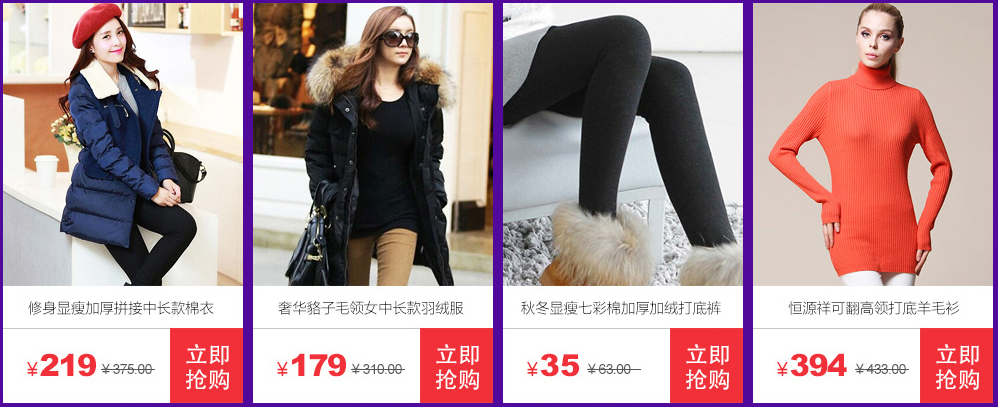 修身显瘦加厚拼接中长款棉衣
¥219 ¥375.00
立即
抢购
奢华貉子毛领女中长款羽绒服
¥179 ¥310.00
立即
抢购
秋冬显瘦七彩棉加厚加绒打底裤
¥35 ¥63.00
立即
抢购
恒源祥可翻高领打底羊毛衫
¥394 ¥433.00
立即
抢购